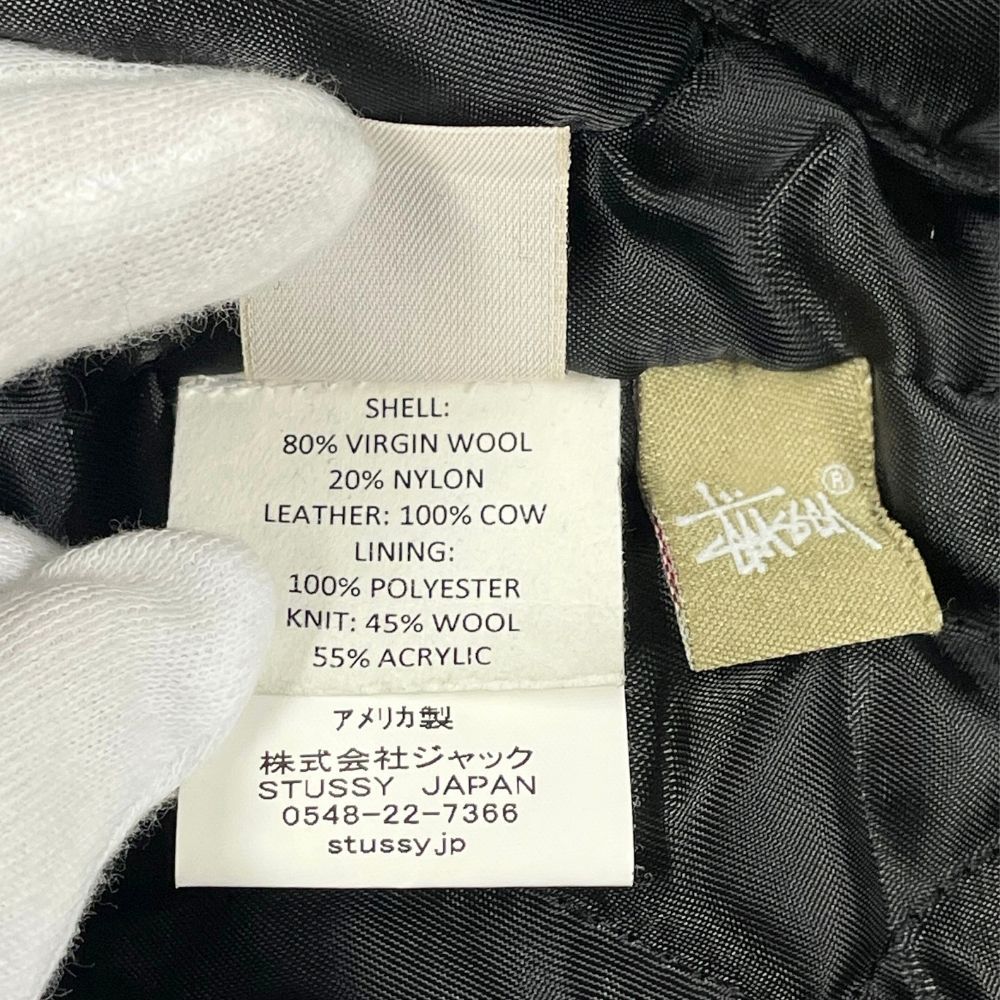 SHELL:
80% VIRGIN WOOL
20% NYLON
LEATHER: 100% COW
LINING:
100% POLYESTER
KNIT: 45% WOOL
55% ACRYLIC
アメリカ製
株式会社ジャック
STUSSY JAPAN
0548-22-7366
stussy.jp
Stüssy ®